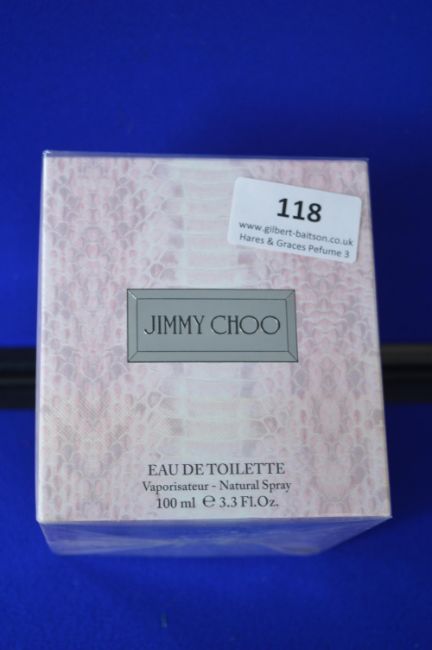 118
www.gilbert-baitson.co.uk
Hares & Graces Pefume 3
JIMMY CHOO
EAU DE TOILETTE
Vaporisateur - Natural Spray
100 ml ℮ 3.3 Fl.Oz.